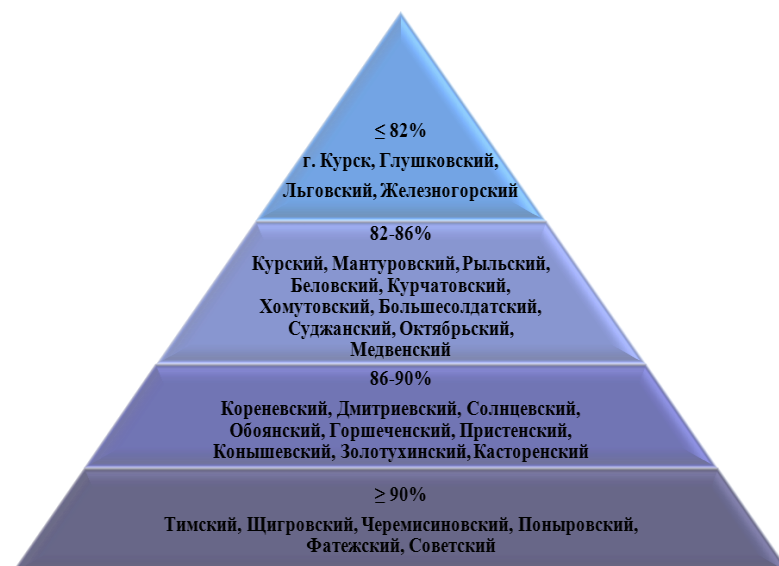 ≤ 82%
г. Курск, Глушковский,
Льговский, Железногорский
82-86%
Курский, Мантуровский, Рыльский,
Беловский, Курчатовский,
Хомутовский, Большесолдатский,
Суджанский, Октябрьский,
Медвенский
86-90%
Кореневский, Дмитриевский, Солнцевский,
Обоянский, Горшеченский, Пристенский,
Конышевский, Золотухинский, Касторенский
≥ 90%
Тимский, Щигровский, Черемисиновский, Поныровский,
Фатежский, Советский